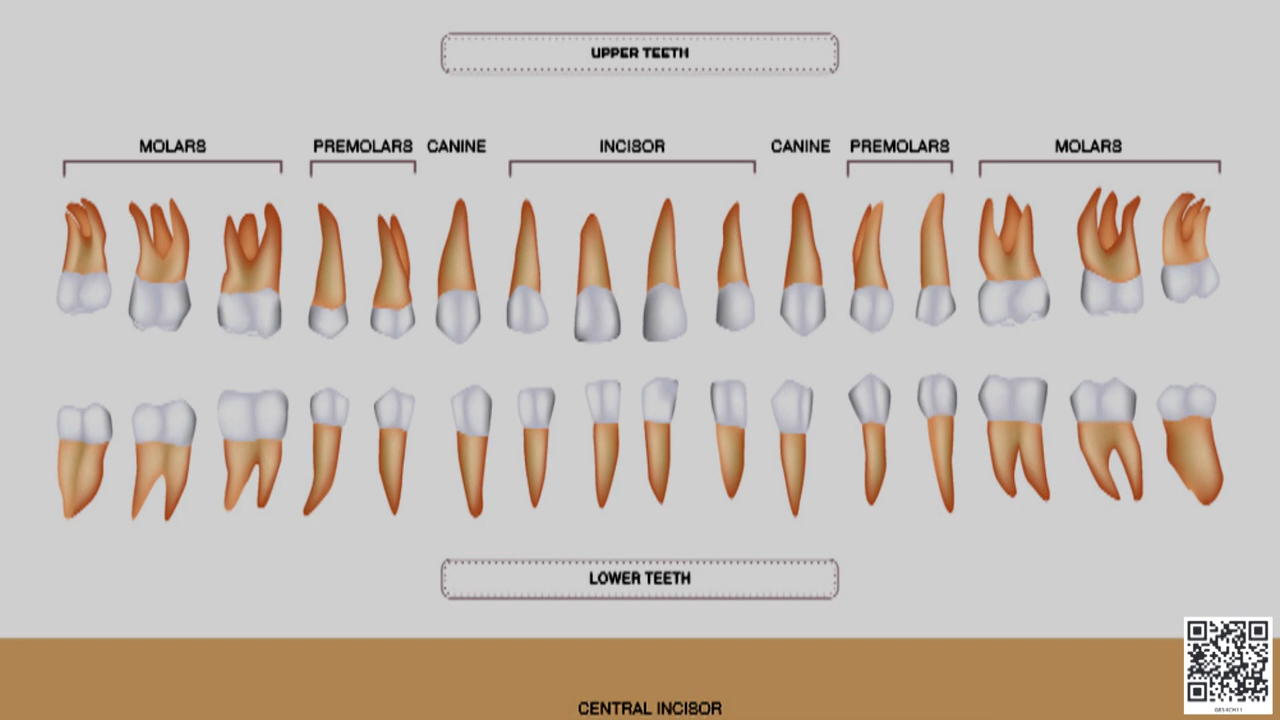 UPPER TEETH
MOLARS PREMOLARS CANINE INCISOR CANINE PREMOLARS MOLARS
LOWER TEETH
CENTRAL INCISOR